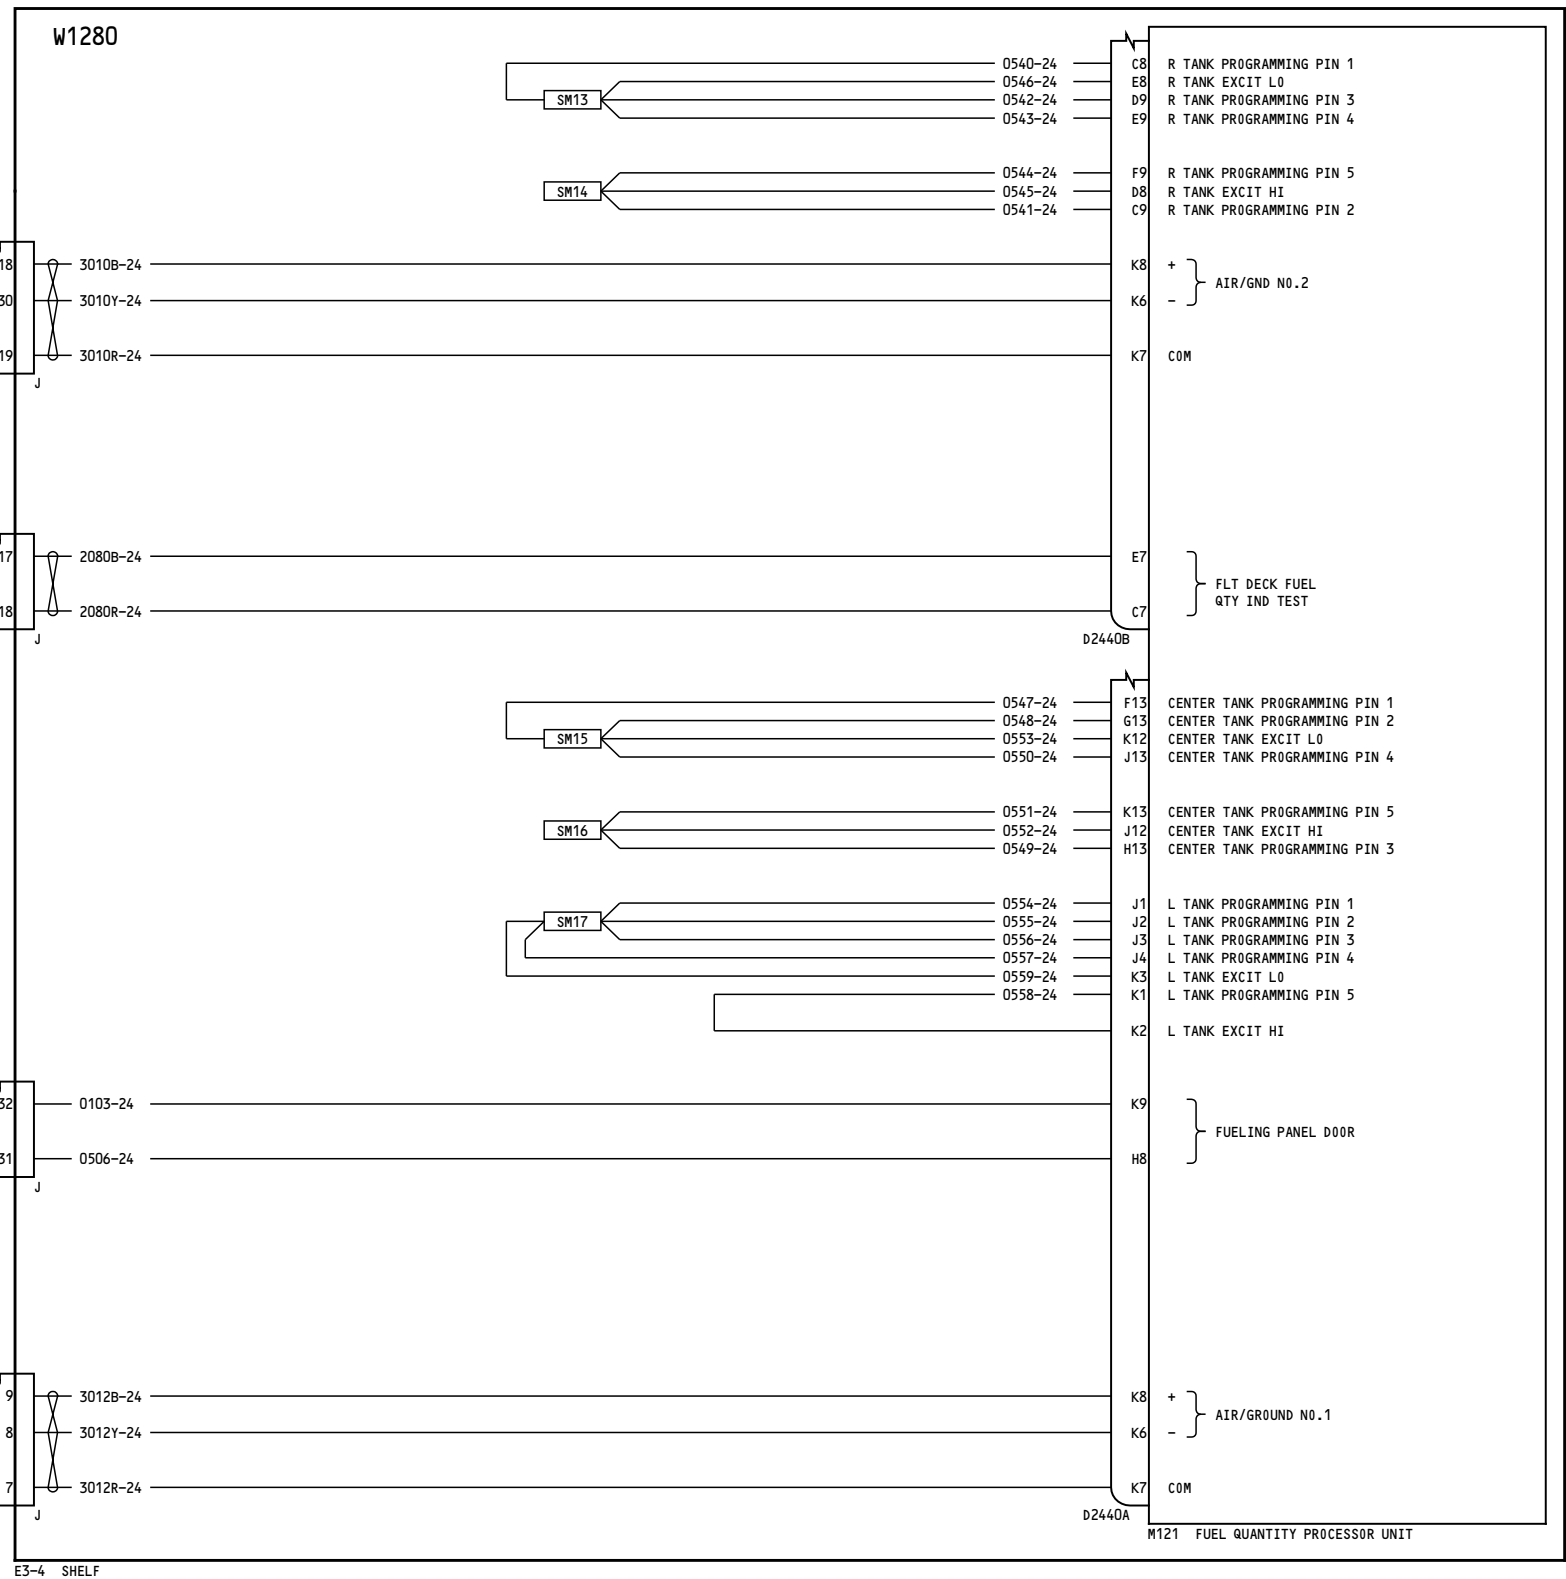 W1280
0540-24 C8 R TANK PROGRAMMING PIN 1
0546-24 E8 R TANK EXCIT LO
SM13 0542-24 D9 R TANK PROGRAMMING PIN 3
0543-24 E9 R TANK PROGRAMMING PIN 4
0544-24 F9 R TANK PROGRAMMING PIN 5
SM14 0545-24 D8 R TANK EXCIT HI
0541-24 C9 R TANK PROGRAMMING PIN 2
18 3010B-24 K8 +
AIR/GND NO.2
30 3010Y-24 K6 -
19 3010R-24 K7 COM
J
17 2080B-24 E7
FLT DECK FUEL
QTY IND TEST
18 2080R-24 C7
J D2440B
0547-24 F13 CENTER TANK PROGRAMMING PIN 1
0548-24 G13 CENTER TANK PROGRAMMING PIN 2
SM15 0553-24 K12 CENTER TANK EXCIT LO
0550-24 J13 CENTER TANK PROGRAMMING PIN 4
0551-24 K13 CENTER TANK PROGRAMMING PIN 5
SM16 0552-24 J12 CENTER TANK EXCIT HI
0549-24 H13 CENTER TANK PROGRAMMING PIN 3
0554-24 J1 L TANK PROGRAMMING PIN 1
SM17 0555-24 J2 L TANK PROGRAMMING PIN 2
0556-24 J3 L TANK PROGRAMMING PIN 3
0557-24 J4 L TANK PROGRAMMING PIN 4
0559-24 K3 L TANK EXCIT LO
0558-24 K1 L TANK PROGRAMMING PIN 5
K2 L TANK EXCIT HI
32 0103-24 K9
FUELING PANEL DOOR
31 0506-24 H8
J
9 3012B-24 K8 +
AIR/GROUND NO.1
8 3012Y-24 K6 -
7 3012R-24 K7 COM
J D2440A
M121 FUEL QUANTITY PROCESSOR UNIT
E3-4 SHELF